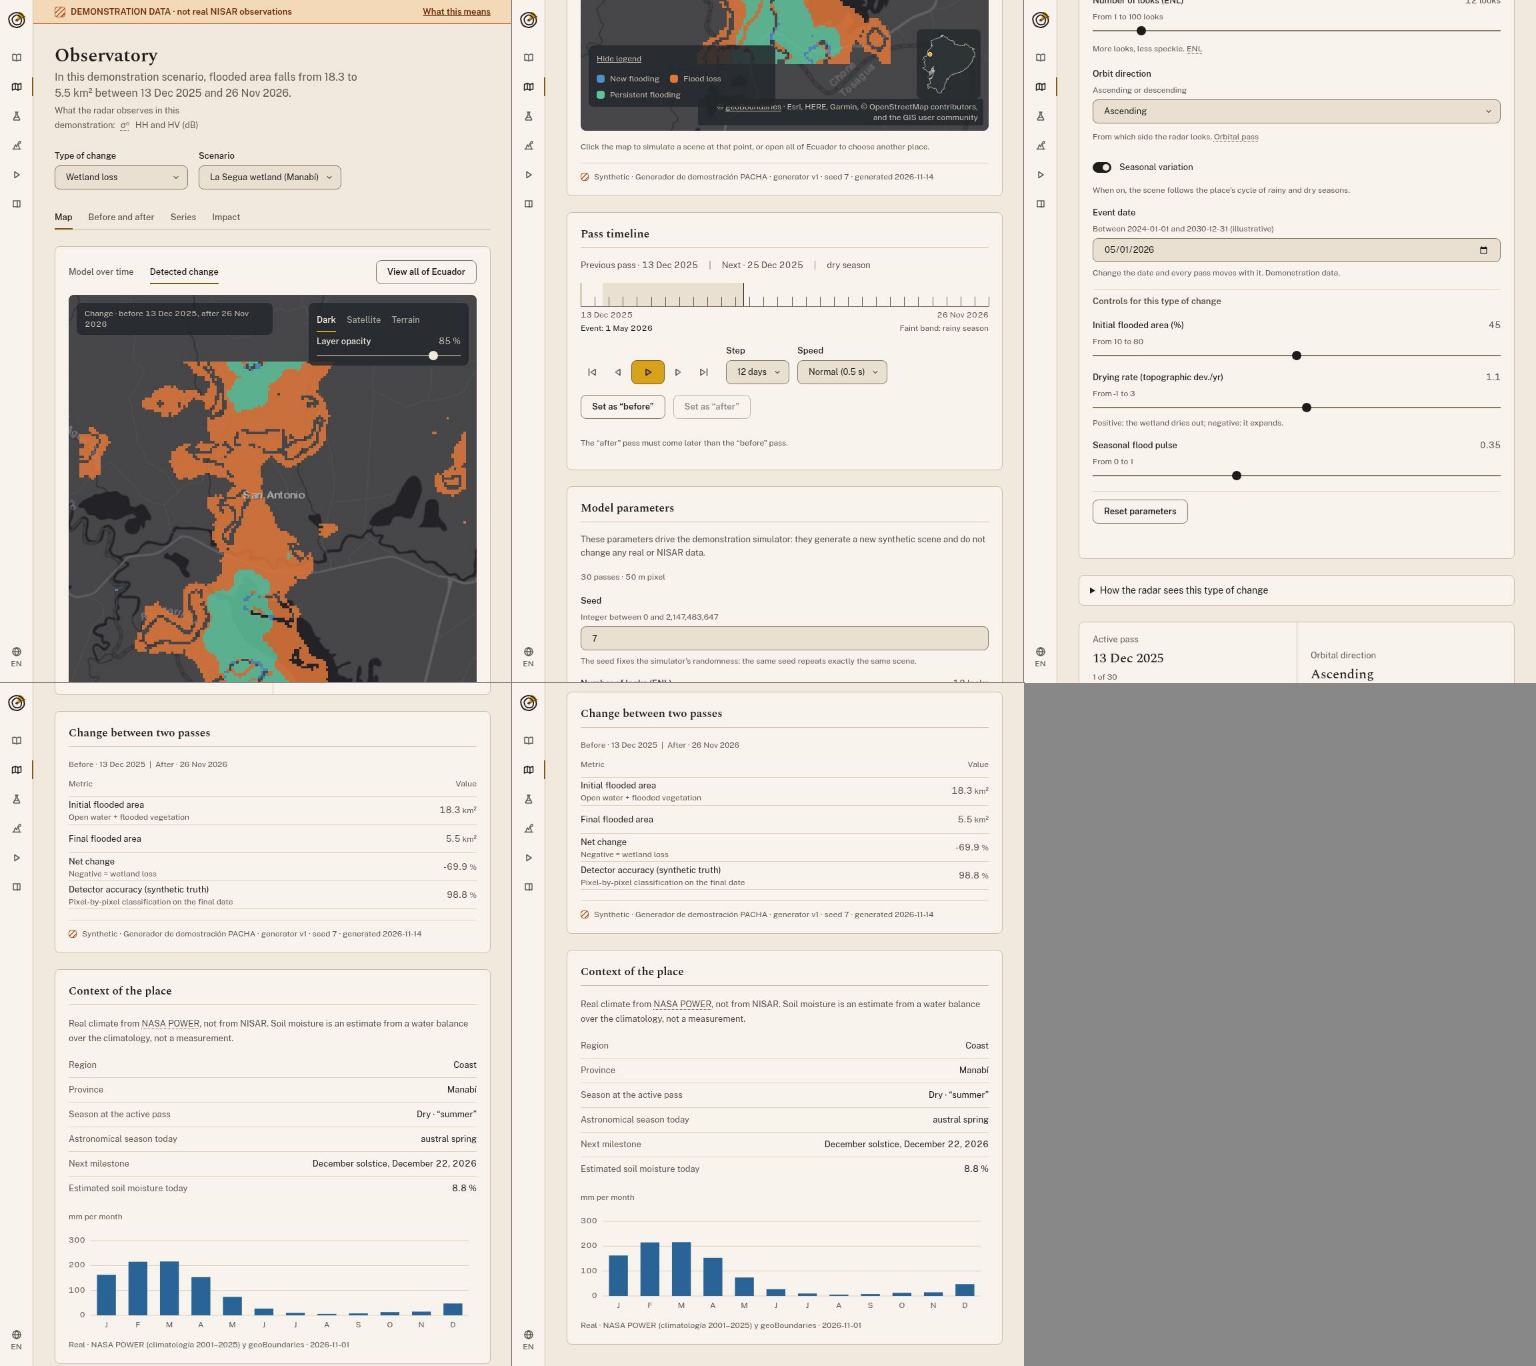 DEMONSTRATION DATA · not real NISAR observations
What this means
Observatory
In this demonstration scenario, flooded area falls from 18.3 to
5.5 km² between 13 Dec 2025 and 26 Nov 2026.
What the radar observes in this
demonstration: σ⁰ HH and HV (dB)
Type of change
Scenario
Wetland loss
La Segua wetland (Manabí)
Map
Before and after
Series
Impact
Model over time
Detected change
View all of Ecuador
Change · before 13 Dec 2025, after 26 Nov
2026
Dark
Satellite
Terrain
Layer opacity
85 %
San Antonio
EN
Hide legend
New flooding
Flood loss
Persistent flooding
geoBoundaries · Esri, HERE, Garmin, © OpenStreetMap contributors,
and the GIS user community
Click the map to simulate a scene at that point, or open all of Ecuador to choose another place.
Synthetic · Generador de demostración PACHA · generator v1 · seed 7 · generated 2026-11-14
Pass timeline
Previous pass · 13 Dec 2025 | Next · 25 Dec 2025 | dry season
13 Dec 2025
26 Nov 2026
Event: 1 May 2026
Faint band: rainy season
Step
Speed
12 days
Normal (0.5 s)
Set as “before”
Set as “after”
The “after” pass must come later than the “before” pass.
Model parameters
These parameters drive the demonstration simulator: they generate a new synthetic scene and do not
change any real or NISAR data.
30 passes · 50 m pixel
Seed
Integer between 0 and 2,147,483,647
7
The seed fixes the simulator's randomness: the same seed repeats exactly the same scene.
Number of looks (ENL)
12 looks
EN
Number of looks (ENL)
12 looks
From 1 to 100 looks
More looks, less speckle. ENL
Orbit direction
Ascending or descending
Ascending
From which side the radar looks. Orbital pass
Seasonal variation
When on, the scene follows the place's cycle of rainy and dry seasons.
Event date
Between 2024-01-01 and 2030-12-31 (illustrative)
05/01/2026
Change the date and every pass moves with it. Demonstration data.
Controls for this type of change
Initial flooded area (%)
45
From 10 to 80
Drying rate (topographic dev./yr)
1.1
From -1 to 3
Positive: the wetland dries out; negative: it expands.
Seasonal flood pulse
0.35
From 0 to 1
Reset parameters
How the radar sees this type of change
Active pass
13 Dec 2025
1 of 30
Orbital direction
Ascending
EN
Change between two passes
Before · 13 Dec 2025 | After · 26 Nov 2026
Metric
Value
Initial flooded area
Open water + flooded vegetation
18.3 km²
Final flooded area
5.5 km²
Net change
Negative = wetland loss
-69.9 %
Detector accuracy (synthetic truth)
Pixel-by-pixel classification on the final date
98.8 %
Synthetic · Generador de demostración PACHA · generator v1 · seed 7 · generated 2026-11-14
Context of the place
Real climate from NASA POWER, not from NISAR. Soil moisture is an estimate from a water balance
over the climatology, not a measurement.
Region
Coast
Province
Manabí
Season at the active pass
Dry · “summer”
Astronomical season today
austral spring
Next milestone
December solstice, December 22, 2026
Estimated soil moisture today
8.8 %
mm per month
300
200
100
0
J F M A M J J A S O N D
Real · NASA POWER (climatología 2001–2025) y geoBoundaries · 2026-11-01
EN
Change between two passes
Before · 13 Dec 2025 | After · 26 Nov 2026
Metric
Value
Initial flooded area
Open water + flooded vegetation
18.3 km²
Final flooded area
5.5 km²
Net change
Negative = wetland loss
-69.9 %
Detector accuracy (synthetic truth)
Pixel-by-pixel classification on the final date
98.8 %
Synthetic · Generador de demostración PACHA · generator v1 · seed 7 · generated 2026-11-14
Context of the place
Real climate from NASA POWER, not from NISAR. Soil moisture is an estimate from a water balance
over the climatology, not a measurement.
Region
Coast
Province
Manabí
Season at the active pass
Dry · “summer”
Astronomical season today
austral spring
Next milestone
December solstice, December 22, 2026
Estimated soil moisture today
8.8 %
mm per month
300
200
100
0
J F M A M J J A S O N D
Real · NASA POWER (climatología 2001–2025) y geoBoundaries · 2026-11-01
EN